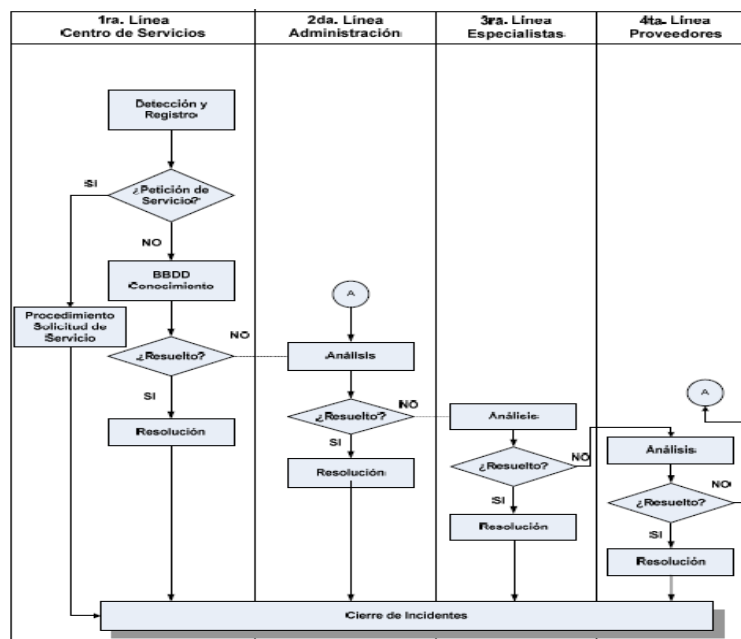 1ra. Línea
Centro de Servicios
2da. Línea
Administración
3ra. Línea
Especialistas
4ta. Línea
Proveedores
Detección y
Registro
¿Petición de
Servicio?
SI
NO
BBDD
Conocimiento
Procedimiento
Solicitud de
Servicio
¿Resuelto?
NO
SI
Resolución
A
Análisis
¿Resuelto?
NO
SI
Resolución
Análisis
¿Resuelto?
NO
SI
Resolución
A
Análisis
¿Resuelto?
NO
SI
Resolución
Cierre de Incidentes